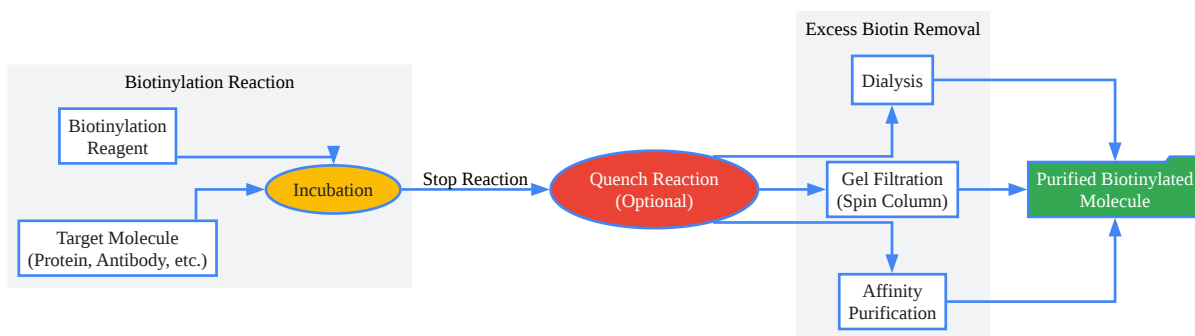 Biotinylation Reaction
Biotinylation
Reagent
Target Molecule
(Protein, Antibody, etc.)
Incubation
Stop Reaction
Quench Reaction
(Optional)
Excess Biotin Removal
Dialysis
Gel Filtration
(Spin Column)
Affinity
Purification
Purified Biotinylated
Molecule